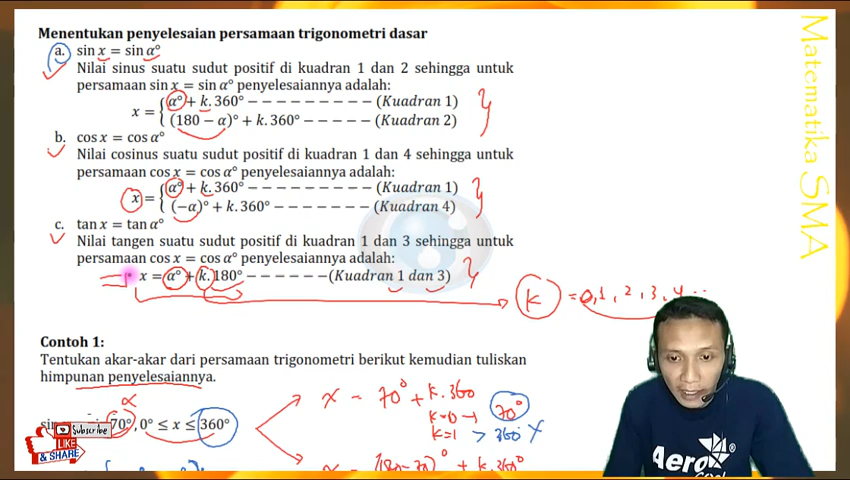 Menentukan penyelesaian persamaan trigonometri dasar
a. sin x = sin α°
Nilai sinus suatu sudut positif di kuadran 1 dan 2 sehingga untuk
persamaan sin x = sin α° penyelesaiannya adalah:
x = { α° + k. 360° − − − − − − − − − (Kuadran 1)
(180 − α)° + k. 360° − − − − − (Kuadran 2)
b. cos x = cos α°
Nilai cosinus suatu sudut positif di kuadran 1 dan 4 sehingga untuk
persamaan cos x = cos α° penyelesaiannya adalah:
x = { α° + k. 360° − − − − − − − − − (Kuadran 1)
(−α)° + k. 360° − − − − − − − (Kuadran 4)
c. tan x = tan α°
Nilai tangen suatu sudut positif di kuadran 1 dan 3 sehingga untuk
persamaan cos x = cos α° penyelesaiannya adalah:
x = α° + k. 180° − − − − − −(Kuadran 1 dan 3)
k = 0, 1, 2, 3, 4 ...
Contoh 1:
Tentukan akar-akar dari persamaan trigonometri berikut kemudian tuliskan
himpunan penyelesaiannya.
α
70°, 0° ≤ x ≤ 360°
x = 70° + k. 360
k=0 → 70°
k=1 > 360° X
x = (180-70)° + k. 360°
Subscribe
LIKE
& SHARE
Matematika SMA
Aero
Cool